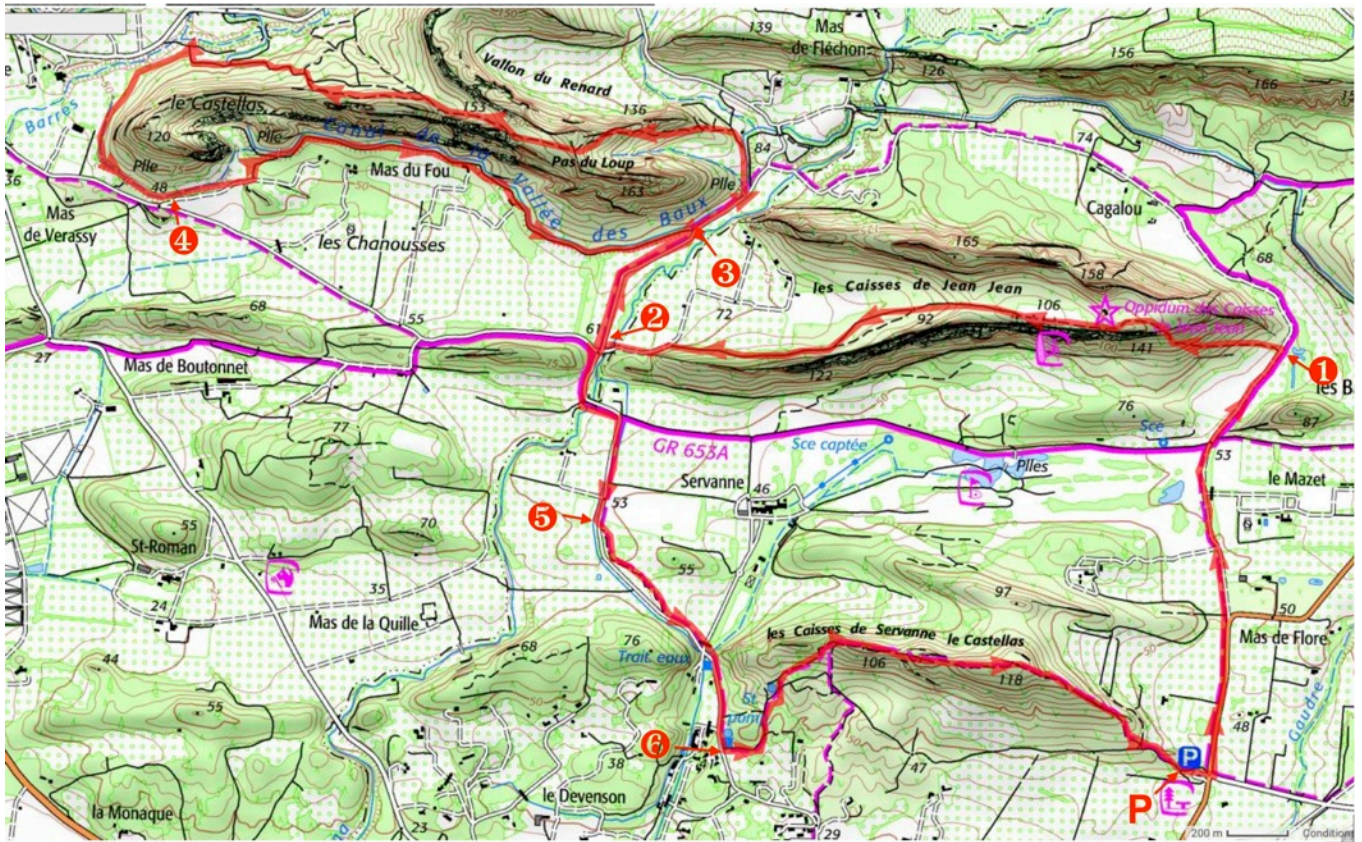 139
Mas
de Fléchon
156
126
166
Vallon du Renard
153
136
le Castellas
120
Plle
Barres
Canal de la
Vallée des Baux
Pas du Loup
163
Plle
84
74
Mas du Fou
Plle
48
36
Mas
de Verassy
4
les Chanousses
3
Cagalou
68
165
158
les Caisses de Jean Jean
106
92
Oppidum des Caisses
72
141
122
1
les B
2
61
68
55
27
Mas de Boutonnet
77
76
Sce
87
GR 653A
Sce captée
Plles
53
le Mazet
Servanne
46
53
5
55
70
55
St-Roman
24
35
97
50
Mas de la Quille
Mas de Flore
68
76
Trait. eaux
les Caisses de Servanne le Castellas
106
118
44
55
St
pomp
Gaudre
48
6
41
38
47
P
P
le Devenson
la Monaque
23
29
200 m
Condition